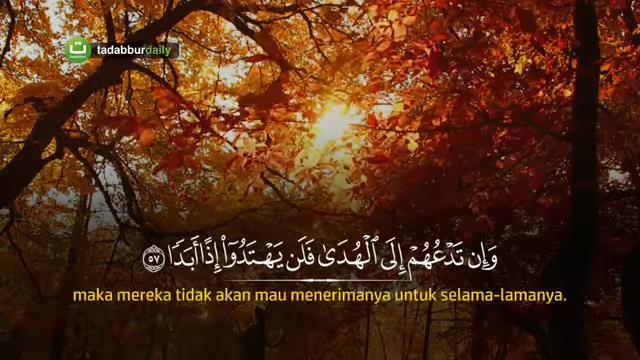 tadabburdaily
وَإِن تَدْعُهُمْ إِلَى ٱلْهُدَىٰ فَلَن يَهْتَدُوٓا۟ إِذًا أَبَدًا ٥٧
maka mereka tidak akan mau menerimanya untuk selama-lamanya.